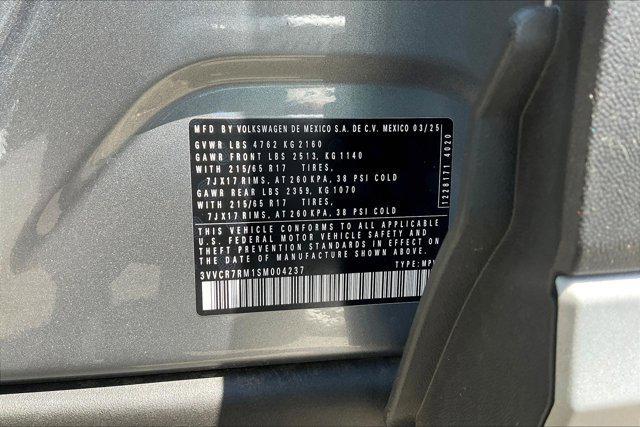 MFD BY VOLKSWAGEN DE MEXICO S.A. DE C.V. MEXICO 03/25
GVWR LBS 4762 KG 2160
GAWR FRONT LBS 2513, KG 1140
WITH 215/65 R17 TIRES,
7JX17 RIMS, AT 260 KPA, 38 PSI COLD
GAWR REAR LBS 2359, KG 1070
WITH 215/65 R17 TIRES,
7JX17 RIMS, AT 260 KPA, 38 PSI COLD
THIS VEHICLE CONFORMS TO ALL APPLICABLE
U.S. FEDERAL MOTOR VEHICLE SAFETY AND
THEFT PREVENTION STANDARDS IN EFFECT ON
THE DATE OF MANUFACTURE SHOWN ABOVE.
3VVCR7RM1SM004237 TYPE: MPV
1228171 4020